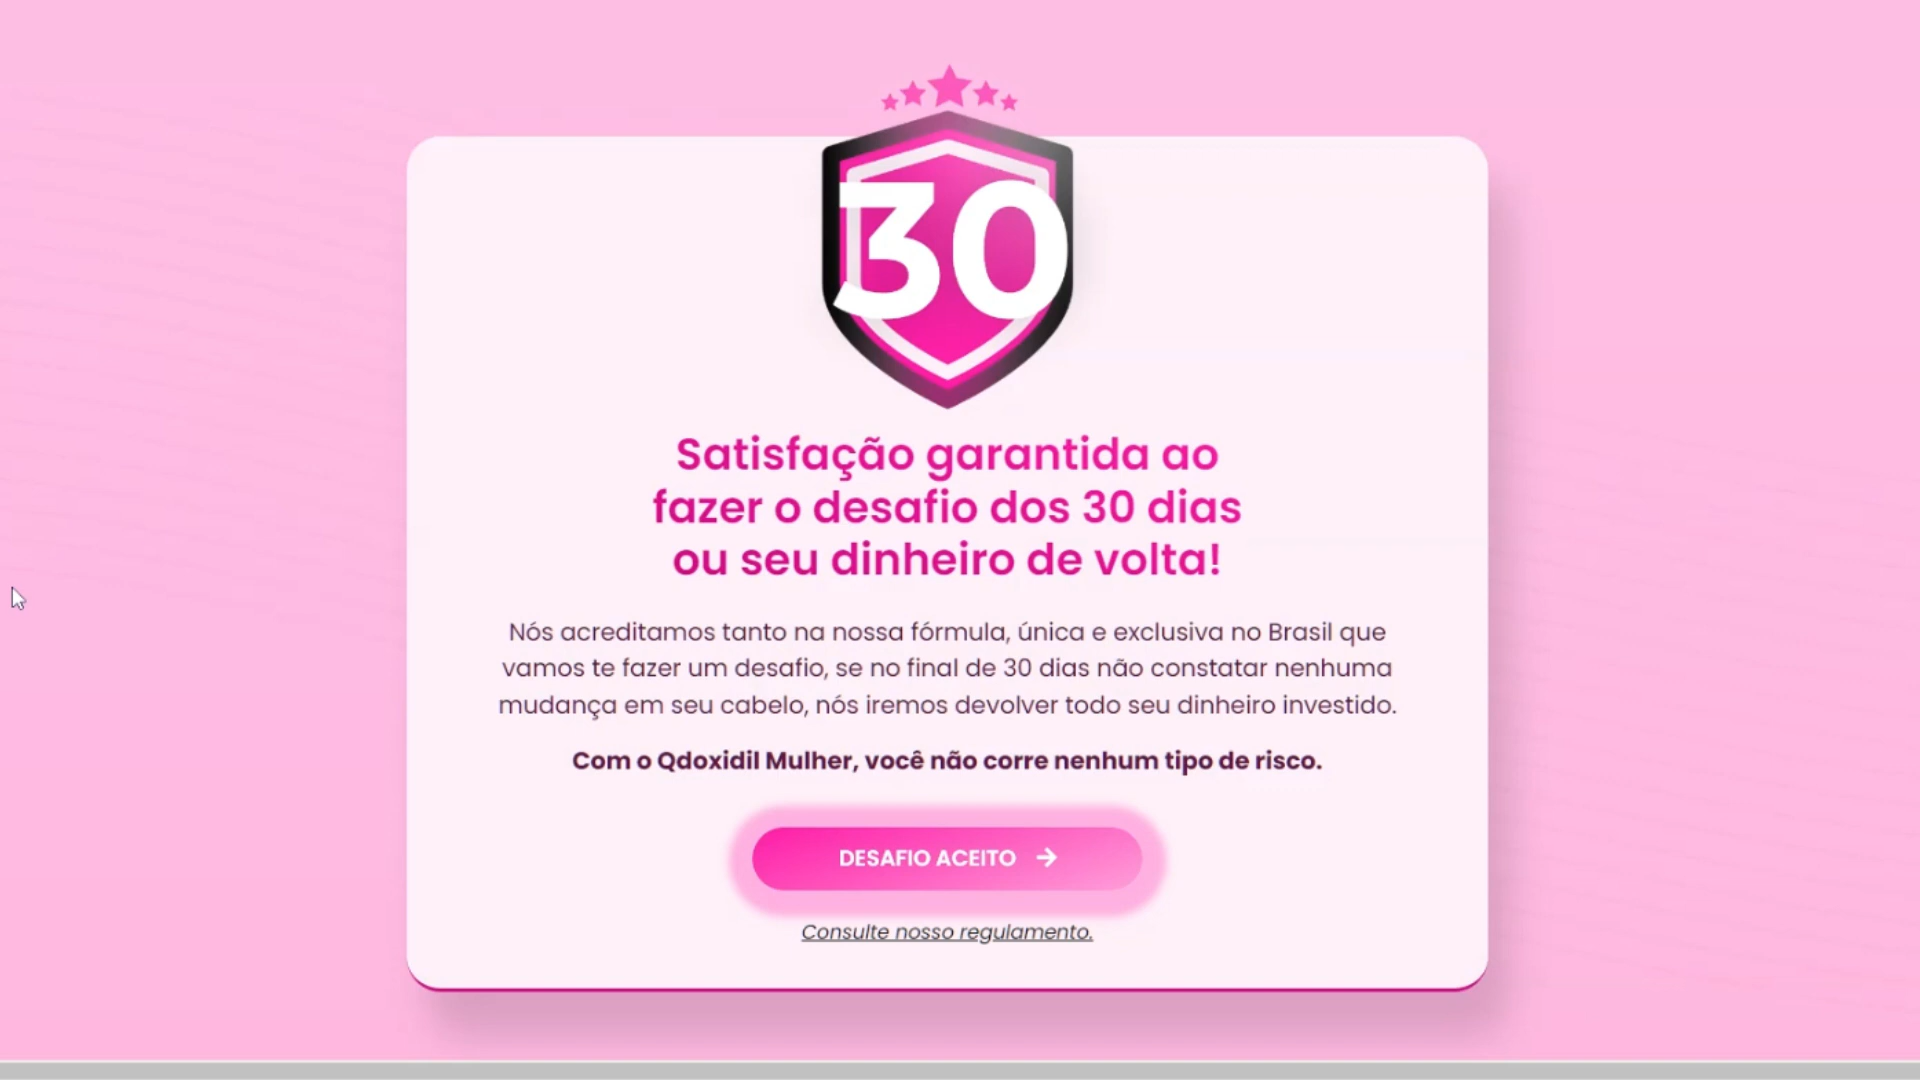 30
Satisfação garantida ao
fazer o desafio dos 30 dias
ou seu dinheiro de volta!
Nós acreditamos tanto na nossa fórmula, única e exclusiva no Brasil que
vamos te fazer um desafio, se no final de 30 dias não constatar nenhuma
mudança em seu cabelo, nós iremos devolver todo seu dinheiro investido.
Com o Qdoxidil Mulher, você não corre nenhum tipo de risco.
DESAFIO ACEITO →
Consulte nosso regulamento.